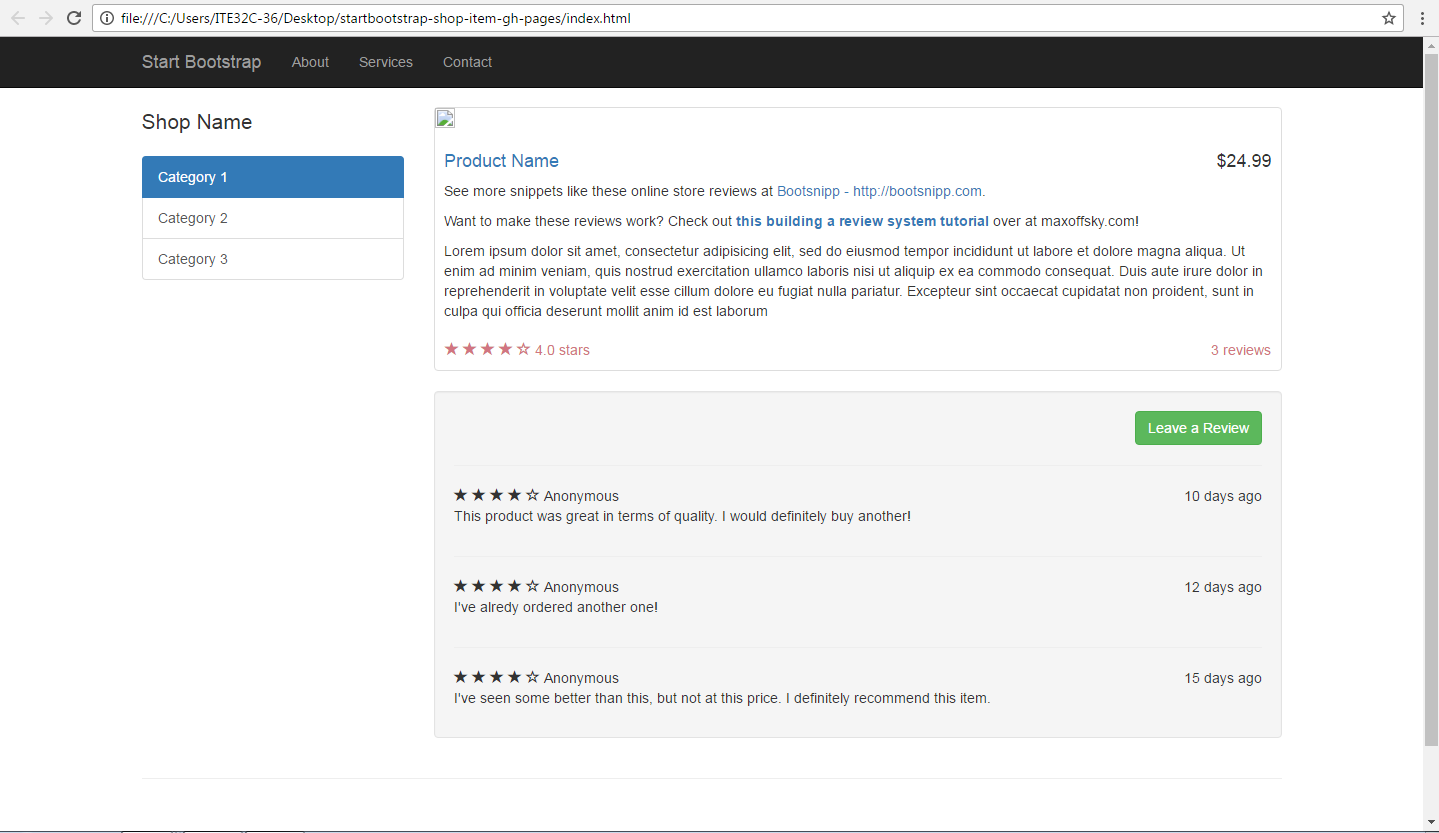 file:///C:/Users/ITE32C-36/Desktop/startbootstrap-shop-item-gh-pages/index.html
Start Bootstrap About Services Contact
Shop Name
Category 1
Category 2
Category 3
Product Name $24.99
See more snippets like these online store reviews at Bootsnipp - http://bootsnipp.com.
Want to make these reviews work? Check out this building a review system tutorial over at maxoffsky.com!
Lorem ipsum dolor sit amet, consectetur adipisicing elit, sed do eiusmod tempor incididunt ut labore et dolore magna aliqua. Ut
enim ad minim veniam, quis nostrud exercitation ullamco laboris nisi ut aliquip ex ea commodo consequat. Duis aute irure dolor in
reprehenderit in voluptate velit esse cillum dolore eu fugiat nulla pariatur. Excepteur sint occaecat cupidatat non proident, sunt in
culpa qui officia deserunt mollit anim id est laborum
★ ★ ★ ★ ☆ 4.0 stars 3 reviews
Leave a Review
★ ★ ★ ★ ☆ Anonymous 10 days ago
This product was great in terms of quality. I would definitely buy another!
★ ★ ★ ★ ☆ Anonymous 12 days ago
I've alredy ordered another one!
★ ★ ★ ★ ☆ Anonymous 15 days ago
I've seen some better than this, but not at this price. I definitely recommend this item.